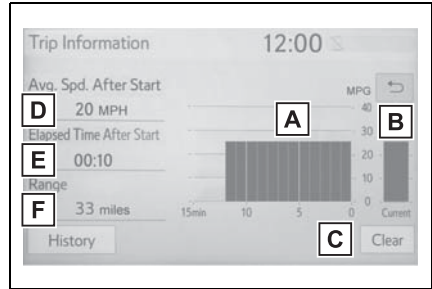 Trip Information 12:00
Avg. Spd. After Start
MPG
D 20 MPH
40
A
B
30
Elapsed Time After Start
E 00:10
20
10
Range
F 33 miles
0
15min 10 5 0 Current
History
C Clear